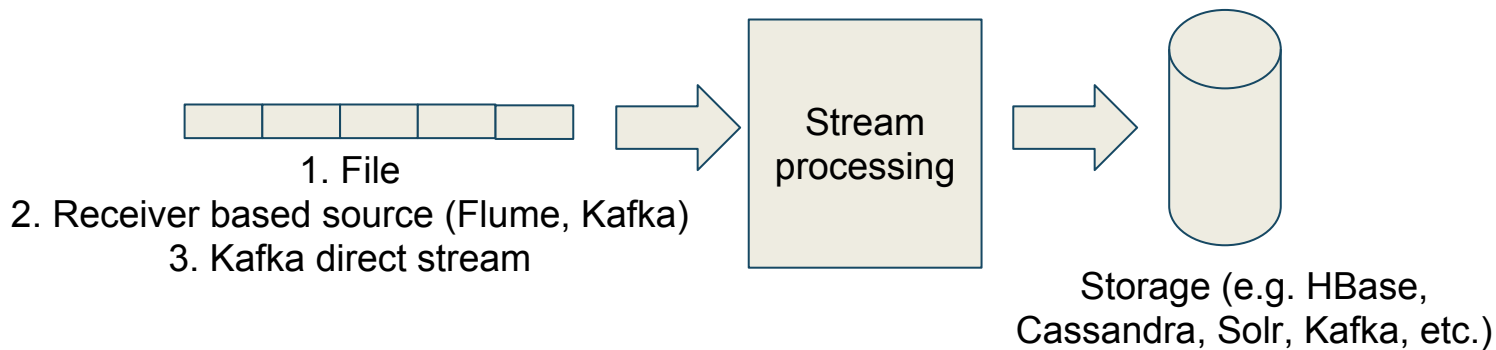 1. File
2. Receiver based source (Flume, Kafka)
3. Kafka direct stream
Stream
processing
Storage (e.g. HBase,
Cassandra, Solr, Kafka, etc.)